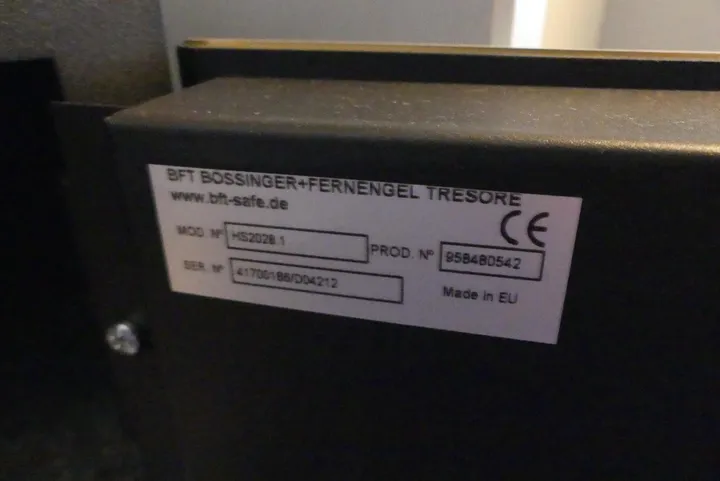 BFT BOSSINGER+FERNENGEL TRESORE
www.bft-safe.de
CE
MOD. Nº HS2028.1 PROD. Nº 958480542
SER. Nº 41700186/D04212
Made in EU